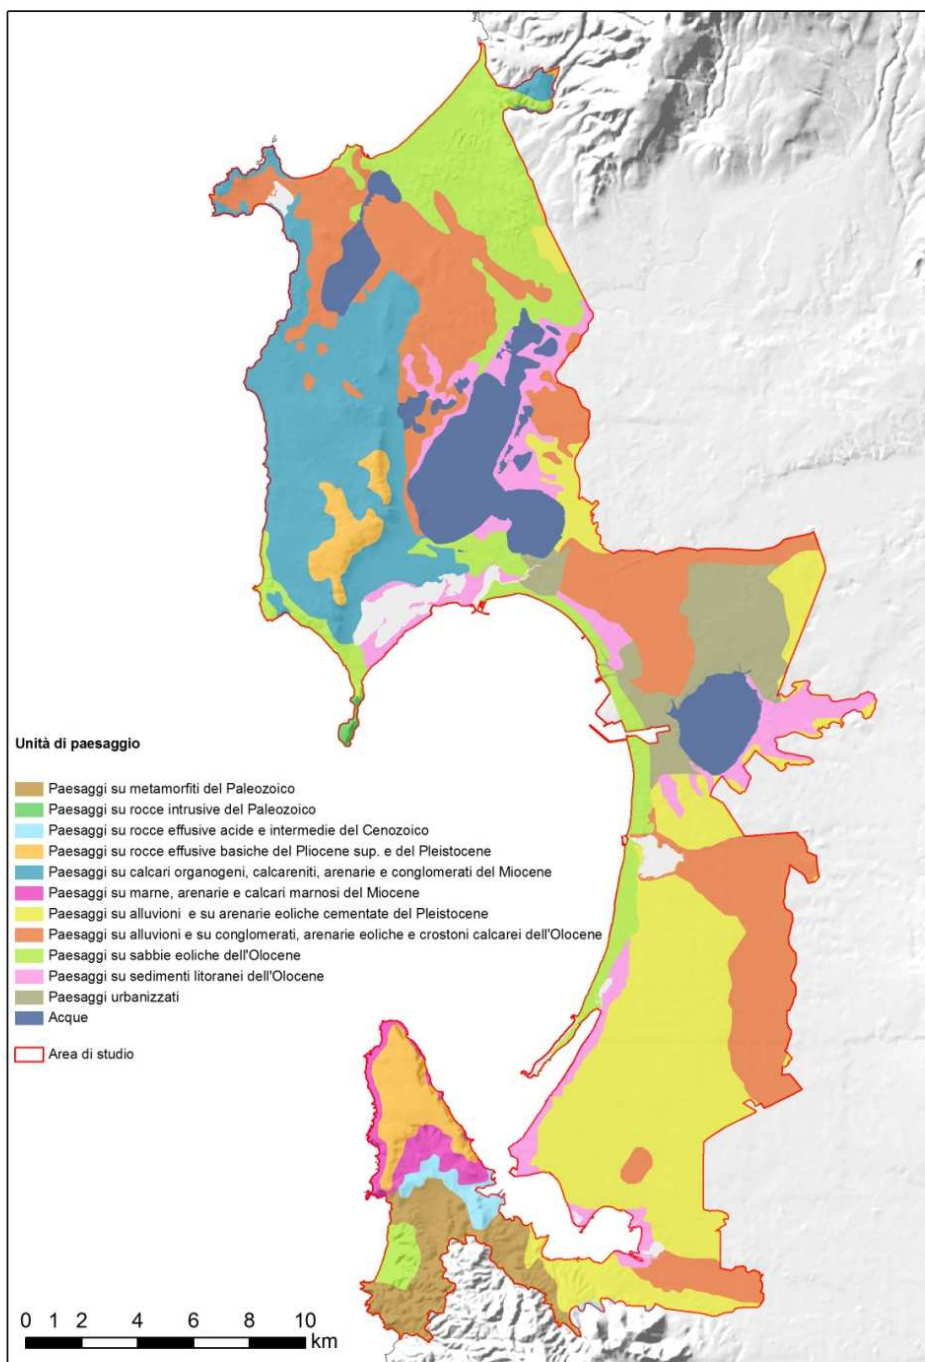 Unità di paesaggio
Paesaggi su metamorfiti del Paleozoico
Paesaggi su rocce intrusive del Paleozoico
Paesaggi su rocce effusive acide e intermedie del Cenozoico
Paesaggi su rocce effusive basiche del Pliocene sup. e del Pleistocene
Paesaggi su calcari organogeni, calcareniti, arenarie e conglomerati del Miocene
Paesaggi su marne, arenarie e calcari marnosi del Miocene
Paesaggi su alluvioni e su arenarie eoliche cementate del Pleistocene
Paesaggi su alluvioni e su conglomerati, arenarie eoliche e crostoni calcarei dell'Olocene
Paesaggi su sabbie eoliche dell'Olocene
Paesaggi su sedimenti litoranei dell'Olocene
Paesaggi urbanizzati
Acque
Area di studio
0 1 2 4 6 8 10
km